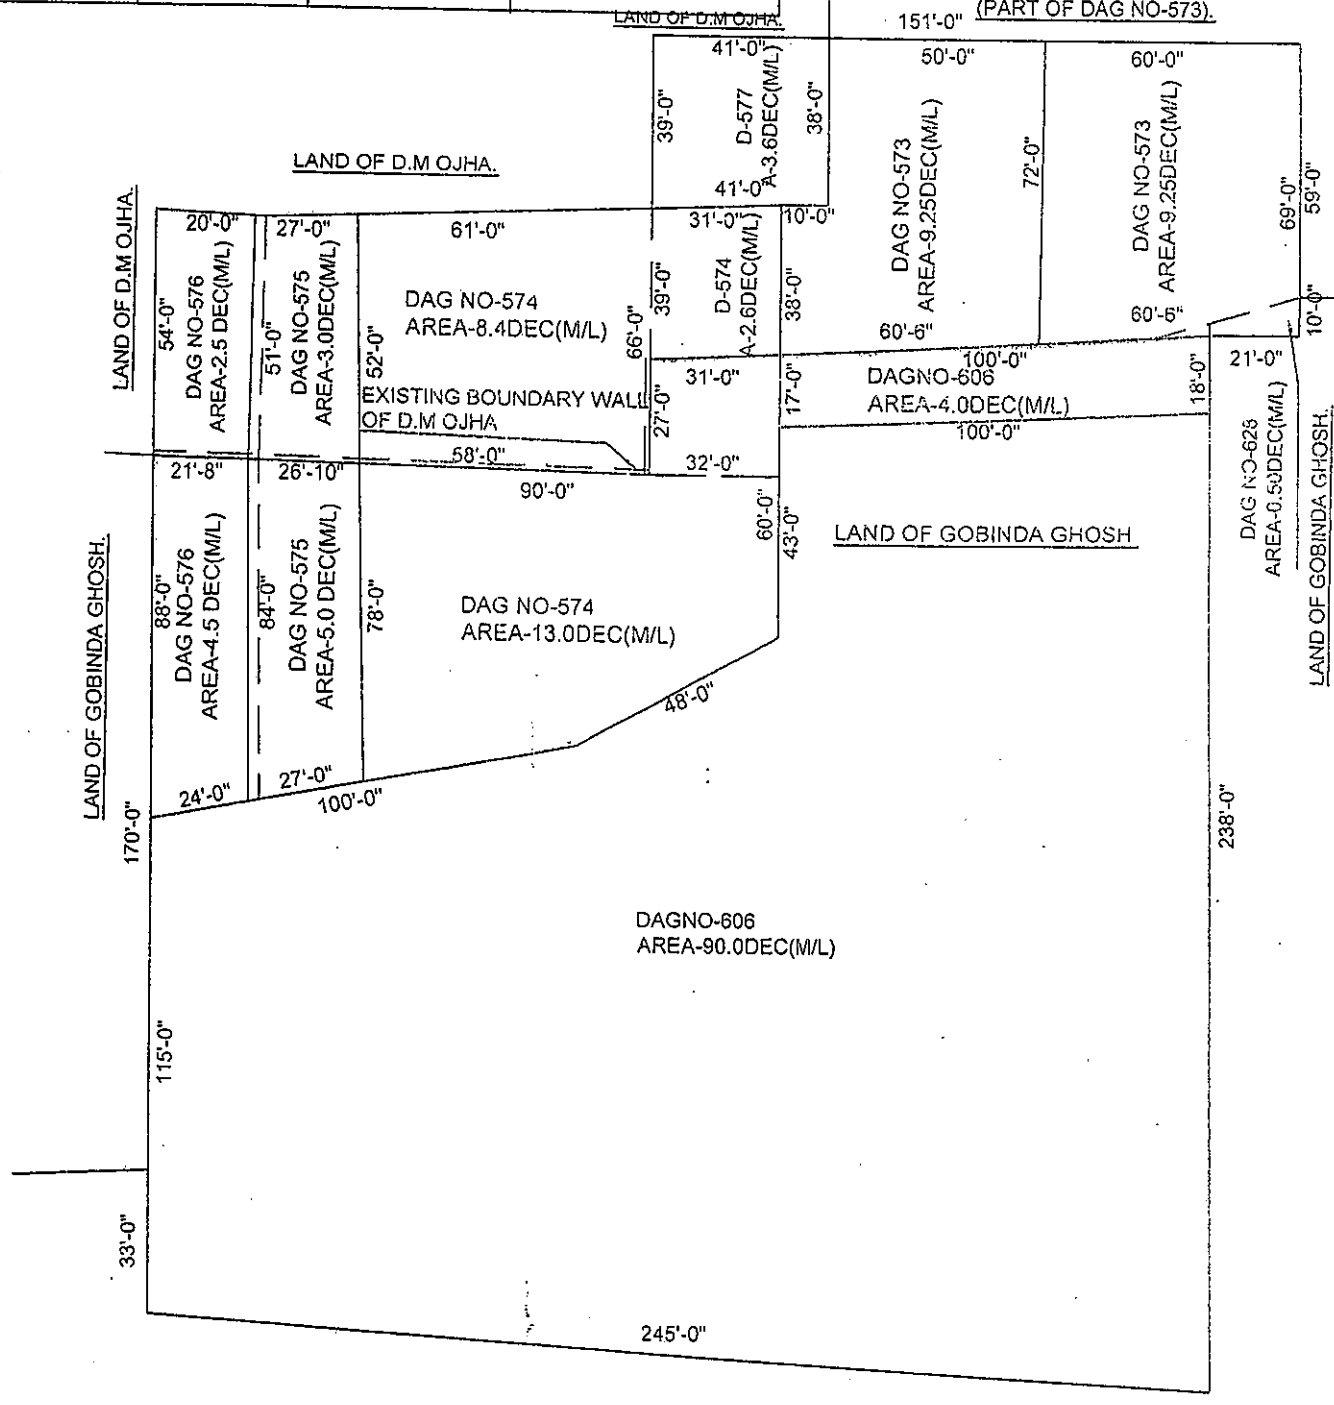 LAND OF D.M OJHA.
151'-0"
(PART OF DAG NO-573).
41'-0"
50'-0"
60'-0"
39'-0"
D-577
A-3.6DEC(M/L)
38'-0"
DAG NO-573
AREA-9.25DEC(M/L)
72'-0"
DAG NO-573
AREA-9.25DEC(M/L)
69'-0"
59'-0"
LAND OF D.M OJHA.
LAND OF D.M OJHA.
41'-0"
20'-0"
27'-0"
61'-0"
31'-0"
10'-0"
54'-0"
DAG NO-576
AREA-2.5 DEC(M/L)
51'-0"
DAG NO-575
AREA-3.0DEC(M/L)
52'-0"
DAG NO-574
AREA-8.4DEC(M/L)
66'-0"
39'-0"
D-574
A-2.6DEC(M/L)
38'-0"
60'-6"
60'-6"
10'-0"
EXISTING BOUNDARY WALL
OF D.M OJHA
27'-0"
31'-0"
17'-0"
100'-0"
DAGNO-606
AREA-4.0DEC(M/L)
18'-0"
21'-0"
100'-0"
21'-8"
26'-10"
58'-0"
32'-0"
90'-0"
DAG NO-628
AREA-0.50DEC(M/L)
LAND OF GOBINDA GHOSH.
LAND OF GOBINDA GHOSH.
88'-0"
DAG NO-576
AREA-4.5 DEC(M/L)
84'-0"
DAG NO-575
AREA-5.0 DEC(M/L)
78'-0"
DAG NO-574
AREA-13.0DEC(M/L)
60'-0"
43'-0"
LAND OF GOBINDA GHOSH
48'-0"
24'-0"
27'-0"
100'-0"
170'-0"
238'-0"
DAGNO-606
AREA-90.0DEC(M/L)
115'-0"
33'-0"
245'-0"